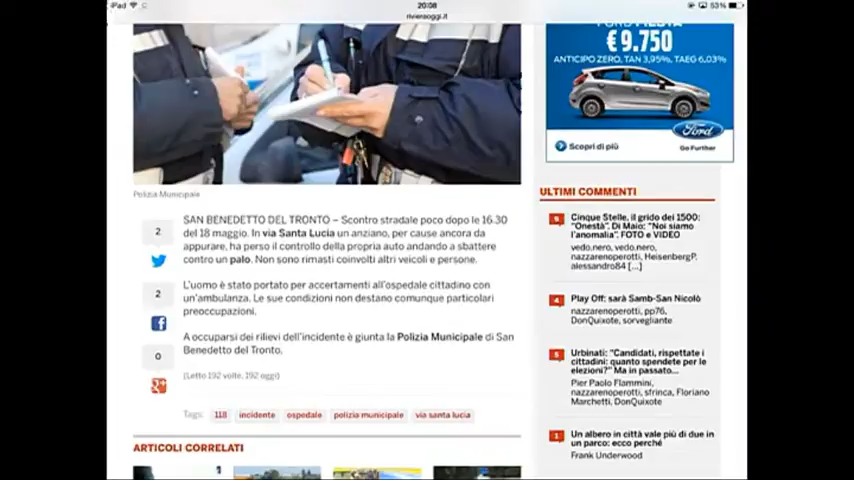 iPad
20:08
53%
rivieraoggi.it
Polizia Municipale
2
SAN BENEDETTO DEL TRONTO – Scontro stradale poco dopo le 16.30
del 18 maggio. In via Santa Lucia un anziano, per cause ancora da
appurare, ha perso il controllo della propria auto andando a sbattere
contro un palo. Non sono rimasti coinvolti altri veicoli e persone.
2
L'uomo è stato portato per accertamenti all'ospedale cittadino con
un'ambulanza. Le sue condizioni non destano comunque particolari
preoccupazioni.
0
A occuparsi dei rilievi dell'incidente è giunta la Polizia Municipale di San
Benedetto del Tronto.
(Letto 192 volte, 192 oggi)
Tags: 118 incidente ospedale polizia municipale via santa lucia
ARTICOLI CORRELATI
FORD FIESTA
€ 9.750
ANTICIPO ZERO, TAN 3,95%, TAEG 6,03%
Scopri di più
Ford
Go Further
ULTIMI COMMENTI
Cinque Stelle, il grido dei 1500:
"Onestà". Di Maio: "Noi siamo
l'anomalia". FOTO e VIDEO
vedo.nero, vedo.nero,
nazzarenoperotti, HeisenbergP,
alessandro84 [...]
4
Play Off: sarà Samb-San Nicolò
nazzarenoperotti, pp76,
DonQuixote, sorvegliante
5
Urbinati: "Candidati, rispettate i
cittadini: quanto spendete per le
elezioni?" Ma in passato...
Pier Paolo Flammini,
nazzarenoperotti, sfrinca, Floriano
Marchetti, DonQuixote
1
Un albero in città vale più di due in
un parco: ecco perché
Frank Underwood